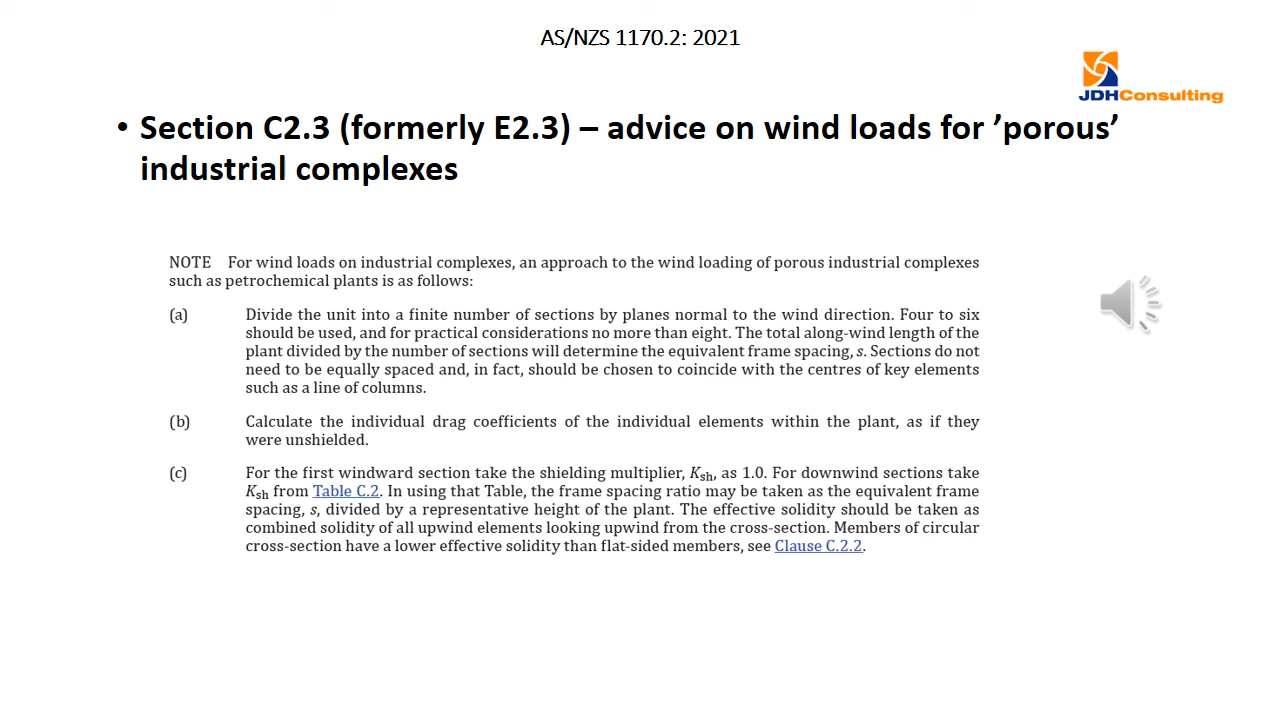 AS/NZS 1170.2: 2021
JDHConsulting
• Section C2.3 (formerly E2.3) – advice on wind loads for ’porous’
industrial complexes
NOTE For wind loads on industrial complexes, an approach to the wind loading of porous industrial complexes
such as petrochemical plants is as follows:
(a) Divide the unit into a finite number of sections by planes normal to the wind direction. Four to six
should be used, and for practical considerations no more than eight. The total along-wind length of the
plant divided by the number of sections will determine the equivalent frame spacing, s. Sections do not
need to be equally spaced and, in fact, should be chosen to coincide with the centres of key elements
such as a line of columns.
(b) Calculate the individual drag coefficients of the individual elements within the plant, as if they
were unshielded.
(c) For the first windward section take the shielding multiplier, Ksh, as 1.0. For downwind sections take
Ksh from Table C.2. In using that Table, the frame spacing ratio may be taken as the equivalent frame
spacing, s, divided by a representative height of the plant. The effective solidity should be taken as
combined solidity of all upwind elements looking upwind from the cross-section. Members of circular
cross-section have a lower effective solidity than flat-sided members, see Clause C.2.2.